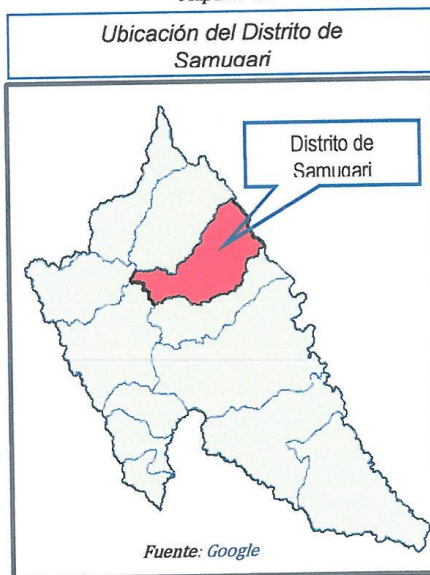 Ubicación del Distrito de
Samugari
Distrito de
Samugari
Fuente: Google